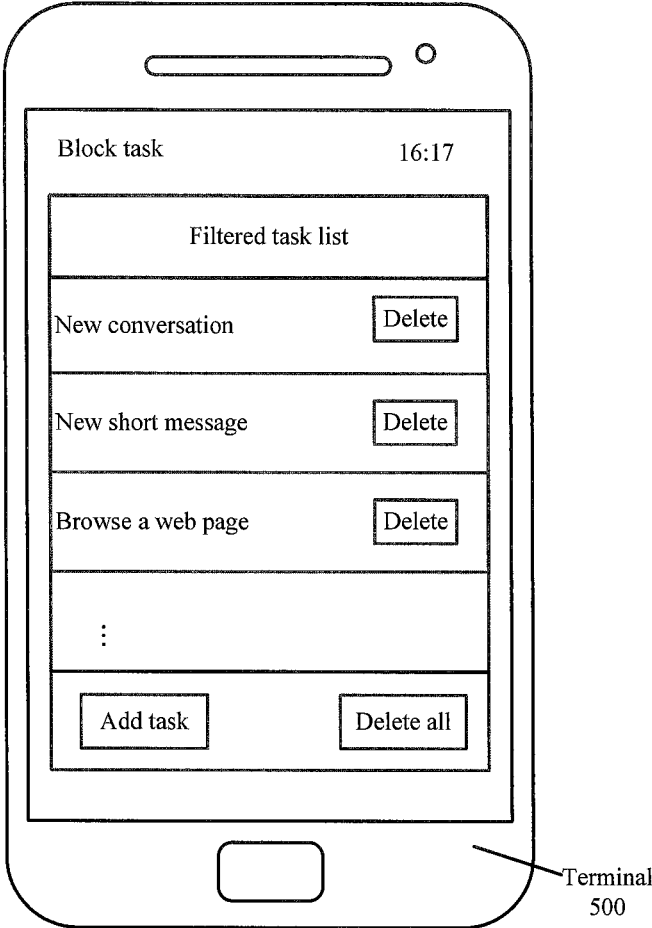 Block task 16:17
Filtered task list
New conversation Delete
New short message Delete
Browse a web page Delete
⋮
Add task Delete all
Terminal
500